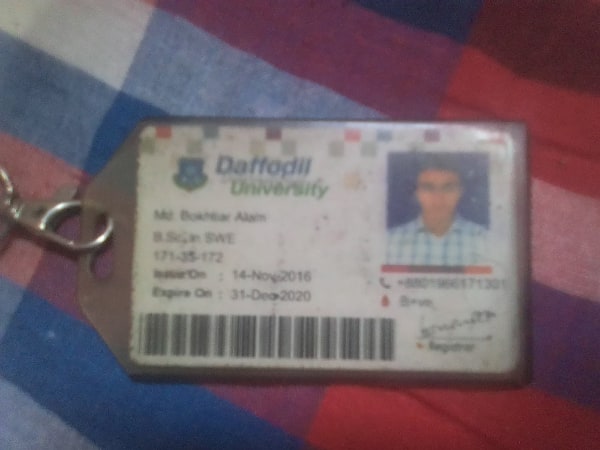 Daffodil
University
Md. Bokhtiar Alam
B.Sc. in SWE
171-35-172
Issue On : 14-Nov-2016
Expire On : 31-Dec-2020
+8801966171301
B+ve
Registrar